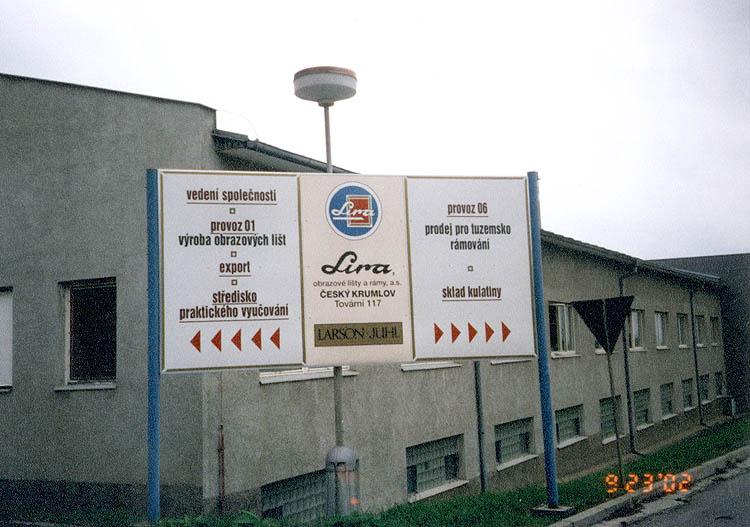 vedení společnosti
provoz 01
výroba obrazových lišt
export
středisko
praktického vyučování
Lira
Lira,
obrazové lišty a rámy, a.s.
ČESKÝ KRUMLOV
Tovární 117
LARSON-JUHL
provoz 06
prodej pro tuzemsko
rámování
sklad kulatiny
9 23 '02